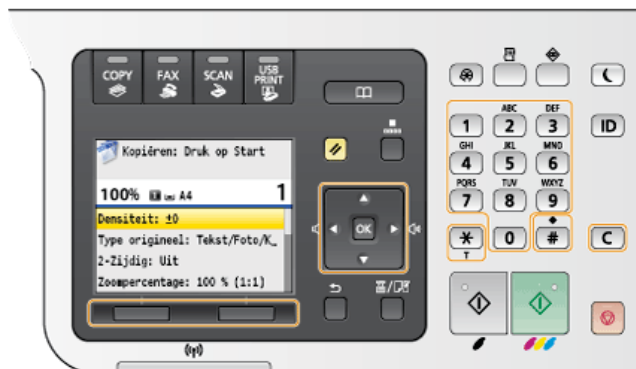 COPY FAX SCAN USB PRINT
Kopiëren: Druk op Start
100% A4 1
Densiteit: ±0
Type origineel: Tekst/Foto/K…
2-Zijdig: Uit
Zoompercentage: 100 % (1:1)
OK
ABC DEF
1 2 3 ID
GHI JKL MNO
4 5 6
PQRS TUV WXYZ
7 8 9
* 0 # C
T